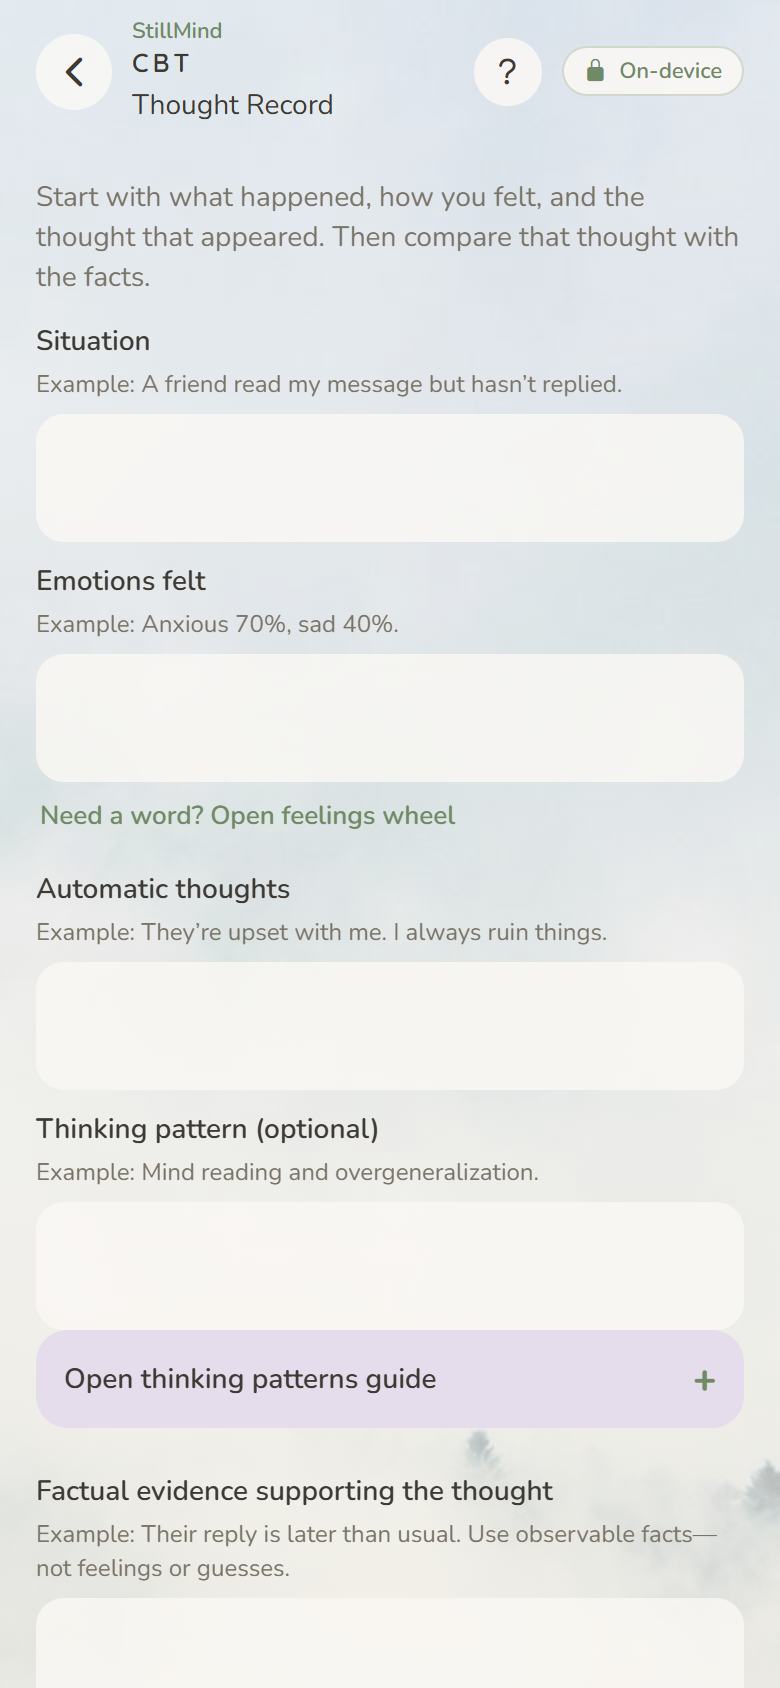 StillMind
CBT
Thought Record
?
On-device
Start with what happened, how you felt, and the
thought that appeared. Then compare that thought with
the facts.
Situation
Example: A friend read my message but hasn’t replied.
Emotions felt
Example: Anxious 70%, sad 40%.
Need a word? Open feelings wheel
Automatic thoughts
Example: They’re upset with me. I always ruin things.
Thinking pattern (optional)
Example: Mind reading and overgeneralization.
Open thinking patterns guide
+
Factual evidence supporting the thought
Example: Their reply is later than usual. Use observable facts—
not feelings or guesses.